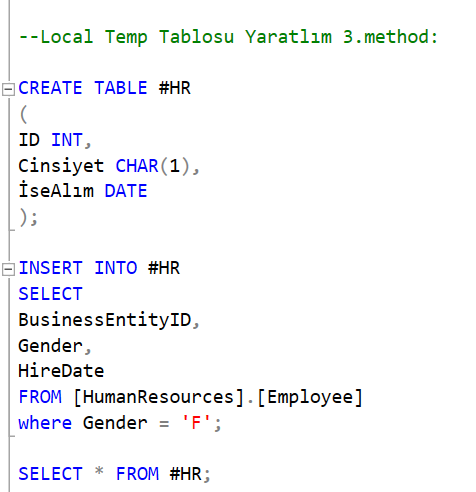 --Local Temp Tablosu Yaratlım 3.method:
CREATE TABLE #HR
(
ID INT,
Cinsiyet CHAR(1),
İseAlım DATE
);
INSERT INTO #HR
SELECT
BusinessEntityID,
Gender,
HireDate
FROM [HumanResources].[Employee]
where Gender = 'F';
SELECT * FROM #HR;